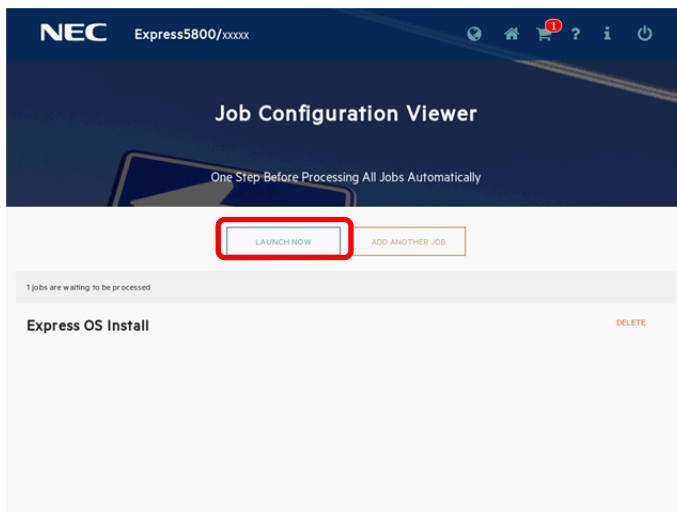 NEC Express5800/xxxxx 1 ? i
Job Configuration Viewer
One Step Before Processing All Jobs Automatically
LAUNCH NOW ADD ANOTHER JOB
1 jobs are waiting to be processed
Express OS Install DELETE